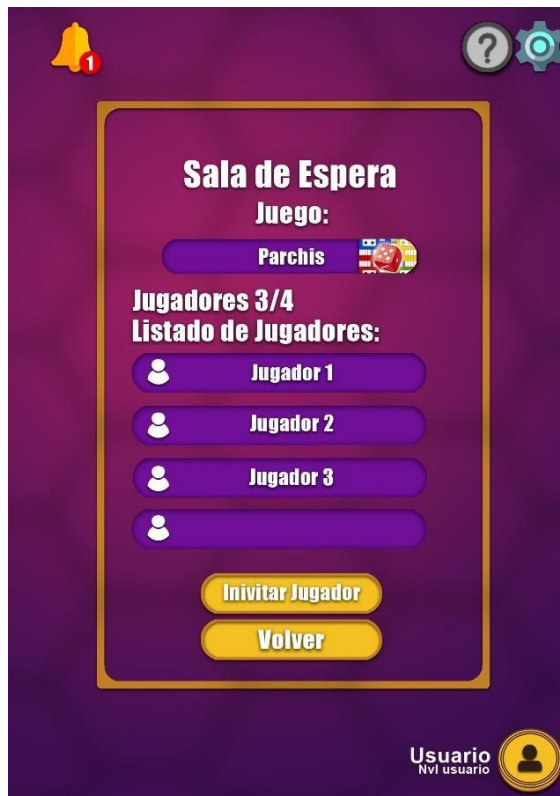 1
?
Sala de Espera
Juego:
Parchis
Jugadores 3/4
Listado de Jugadores:
Jugador 1
Jugador 2
Jugador 3
Inivitar Jugador
Volver
Usuario
Nvl usuario